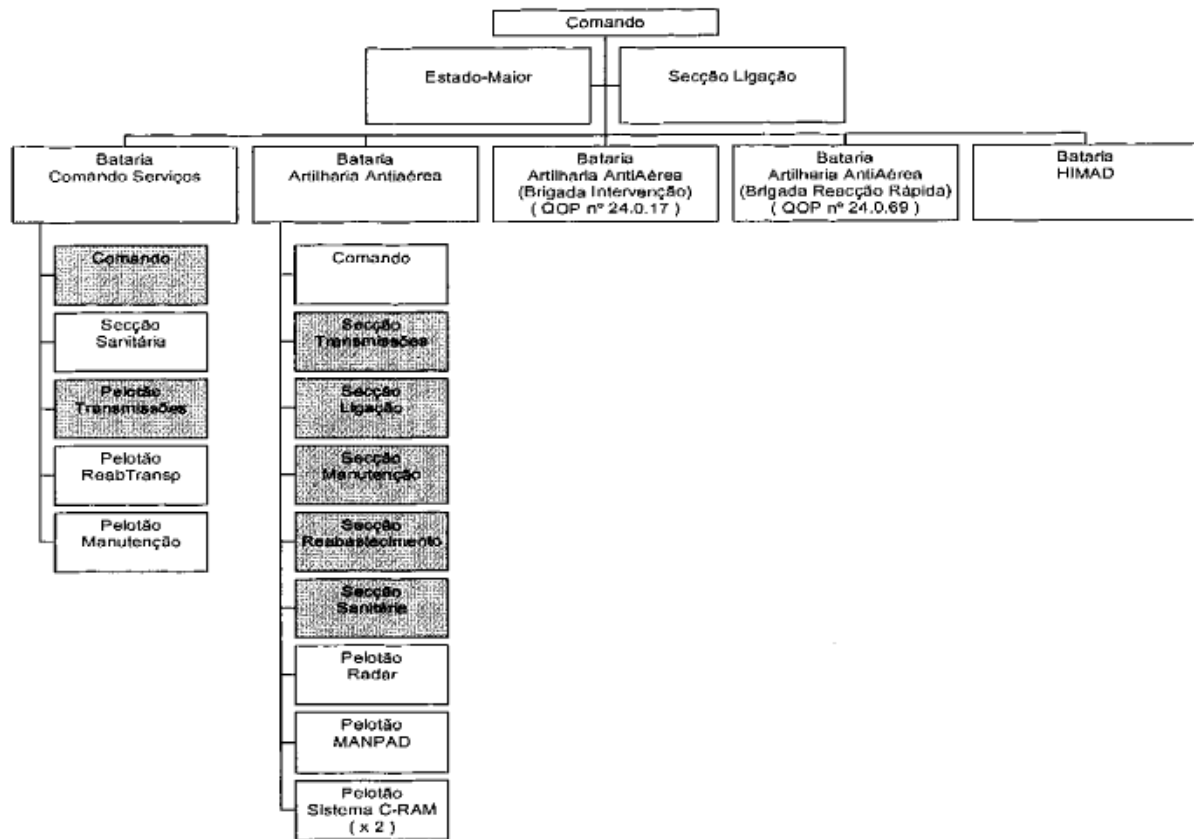 Comando
Estado-Maior
Secção Ligação
Bataria
Comando Serviços
Bataria
Artilharia Antiaérea
Bataria
Artilharia AntiAérea
(Brigada Intervenção)
( QOP nº 24.0.17 )
Bataria
Artilharia AntiAérea
(Brigada Reacção Rápida)
( QOP nº 24.0.69 )
Bataria
HIMAD
Comando
Secção
Sanitária
Pelotão
Transmissões
Pelotão
ReabTransp
Pelotão
Manutenção
Comando
Secção
Transmissões
Secção
Ligação
Secção
Manutenção
Secção
Reabastecimento
Secção
Sanitária
Pelotão
Radar
Pelotão
MANPAD
Pelotão
Sistema C-RAM
( x 2 )